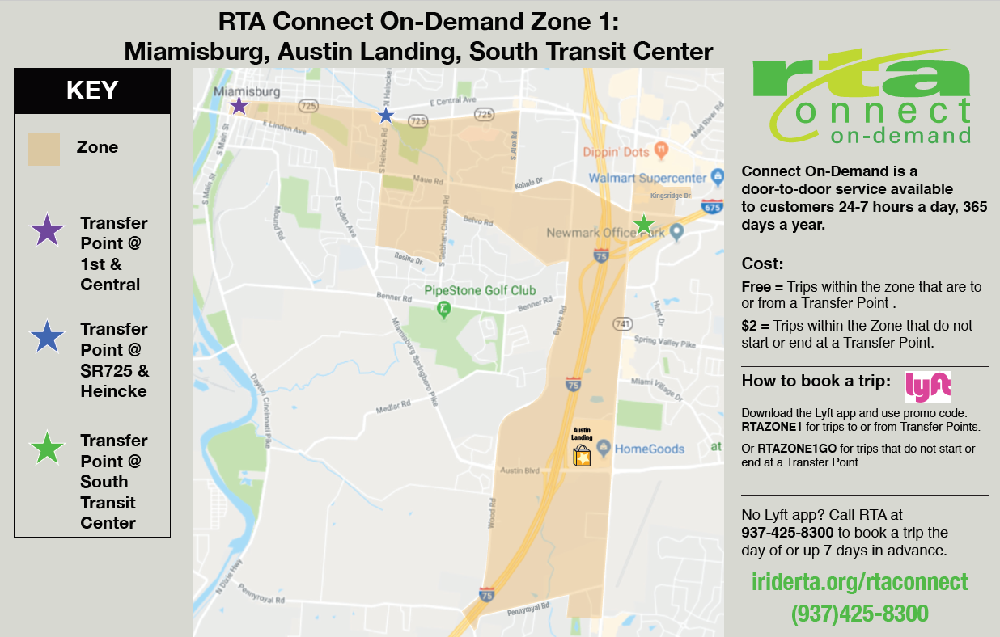 RTA Connect On-Demand Zone 1:
Miamisburg, Austin Landing, South Transit Center
KEY
Zone
Transfer
Point @
1st &
Central
Transfer
Point @
SR725 &
Heincke
Transfer
Point @
South
Transit
Center
Miamisburg
725
N Heincke
725
E Central Ave
725
Mad River Rd
E Linden Ave
S Main St
S Heincke Rd
S Alex Rd
Dippin' Dots
Walmart Supercenter
S Main St
Maue Rd
Kohnle Dr
Kingsridge Dr
675
Mound Rd
S Linden Ave
S Gebhart Church Rd
Belvo Rd
Newmark Office Park
Rosina Dr.
75
PipeStone Golf Club
Benner Rd
Benner Rd
Byers Rd
741
Hunt Dr
Spring Valley Pike
Miamisburg Springboro Pike
Dayton Cincinnati Pike
75
Miami Village Dr
Medlar Rd
Austin
Landing
HomeGoods
at
Austin Blvd
Wood Rd
N Dixie Hwy
Pennyroyal Rd
75
Pennyroyal Rd
rta
Connect
on-demand
Connect On-Demand is a
door-to-door service available
to customers 24-7 hours a day, 365
days a year.
Cost:
Free = Trips within the zone that are to
or from a Transfer Point .
$2 = Trips within the Zone that do not
start or end at a Transfer Point.
How to book a trip: lyft
Download the Lyft app and use promo code:
RTAZONE1 for trips to or from Transfer Points.
Or RTAZONE1GO for trips that do not start or
end at a Transfer Point.
No Lyft app? Call RTA at
937-425-8300 to book a trip the
day of or up 7 days in advance.
iriderta.org/rtaconnect
(937)425-8300